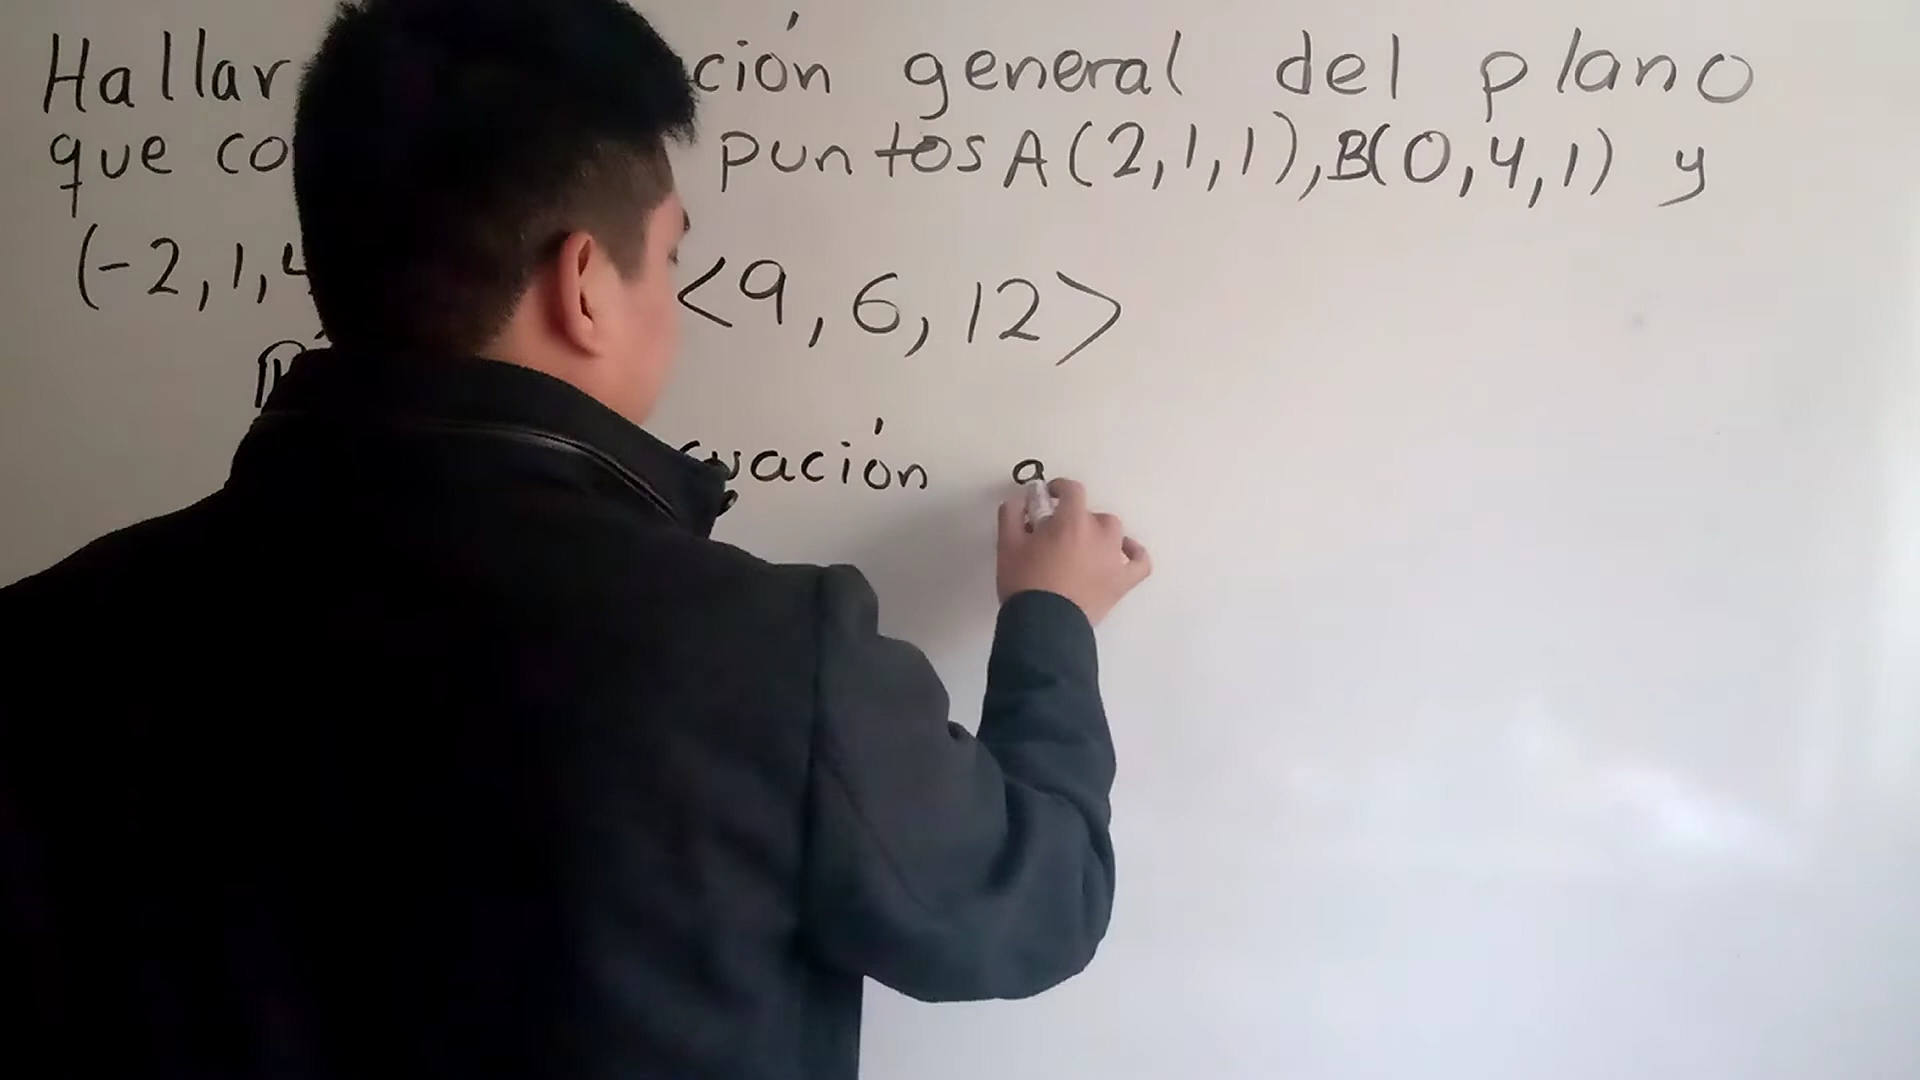 Hallar ción general del plano
que co puntos A(2,1,1), B(0,4,1) y
(-2,1,4 <9,6,12>
uación g